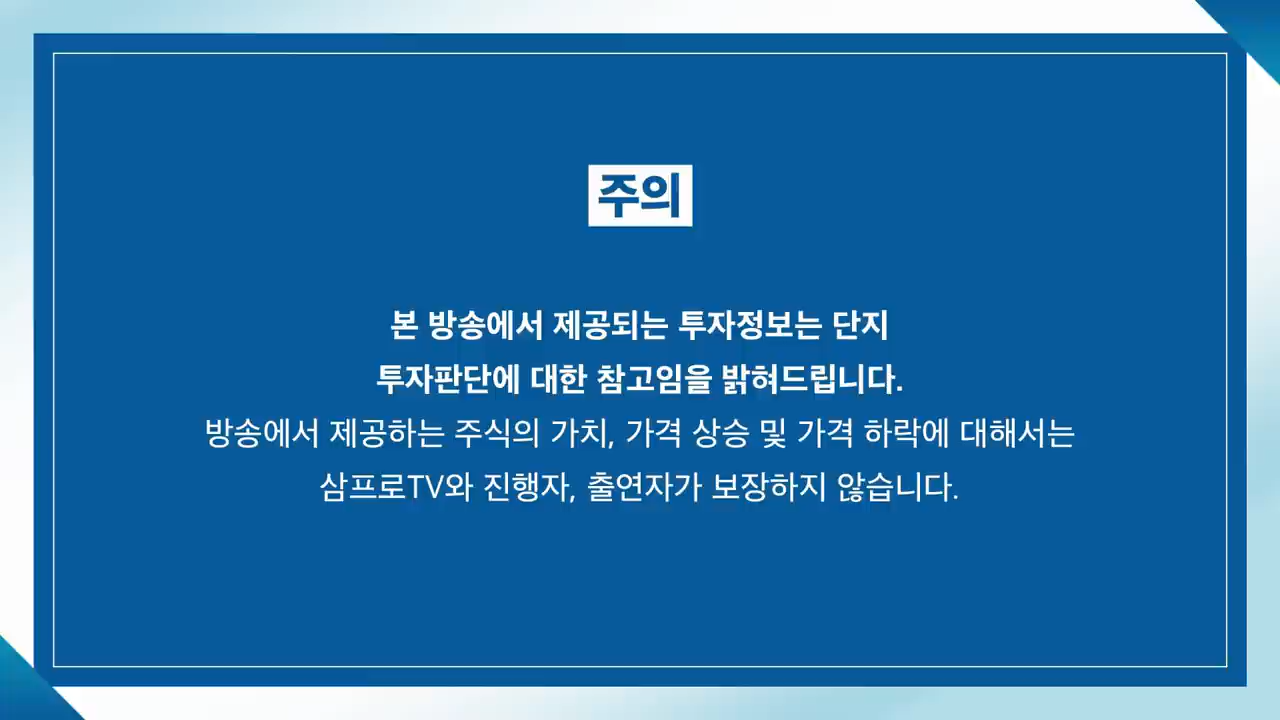 주의
본 방송에서 제공되는 투자정보는 단지
투자판단에 대한 참고임을 밝혀드립니다.
방송에서 제공하는 주식의 가치, 가격 상승 및 가격 하락에 대해서는
삼프로TV와 진행자, 출연자가 보장하지 않습니다.